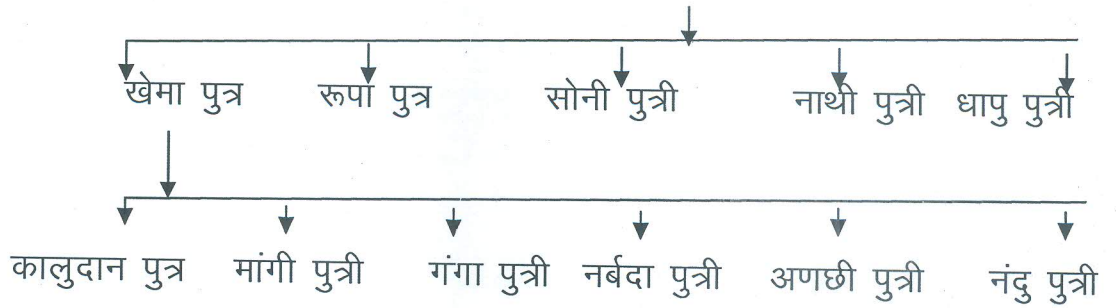 खेमा पुत्र रूपा पुत्र सोनी पुत्री नाथी पुत्री धापु पुत्री
कालुदान पुत्र मांगी पुत्री गंगा पुत्री नर्बदा पुत्री अणछी पुत्री नंदु पुत्री